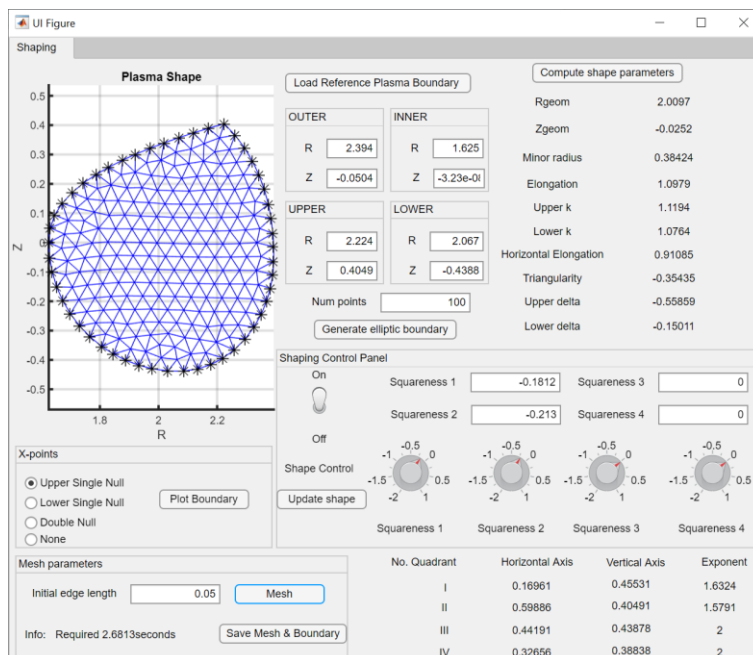 UI Figure
Shaping
Plasma Shape
0.5
0.4
0.3
0.2
0.1
0
-0.1
-0.2
-0.3
-0.4
-0.5
Z
1.8 2 2.2
R
Load Reference Plasma Boundary
OUTER
R 2.394
Z -0.0504
INNER
R 1.625
Z -3.23e-0
UPPER
R 2.224
Z 0.4049
LOWER
R 2.067
Z -0.4388
Num points 100
Generate elliptic boundary
Compute shape parameters
Rgeom 2.0097
Zgeom -0.0252
Minor radius 0.38424
Elongation 1.0979
Upper k 1.1194
Lower k 1.0764
Horizontal Elongation 0.91085
Triangularity -0.35435
Upper delta -0.55859
Lower delta -0.15011
Shaping Control Panel
On
Off
Shape Control
Update shape
Squareness 1 -0.1812 Squareness 3 0
Squareness 2 -0.213 Squareness 4 0
-2 -1.5 -1 -0.5 0 0.5 1
-2 -1.5 -1 -0.5 0 0.5 1
-2 -1.5 -1 -0.5 0 0.5 1
-2 -1.5 -1 -0.5 0 0.5 1
Squareness 1 Squareness 2 Squareness 3 Squareness 4
X-points
Upper Single Null
Lower Single Null
Double Null
None
Plot Boundary
Mesh parameters
Initial edge length 0.05 Mesh
Info: Required 2.6813seconds Save Mesh & Boundary
No. Quadrant Horizontal Axis Vertical Axis Exponent
I 0.16961 0.45531 1.6324
II 0.59886 0.40491 1.5791
III 0.44191 0.43878 2
IV 0.32656 0.38838 2